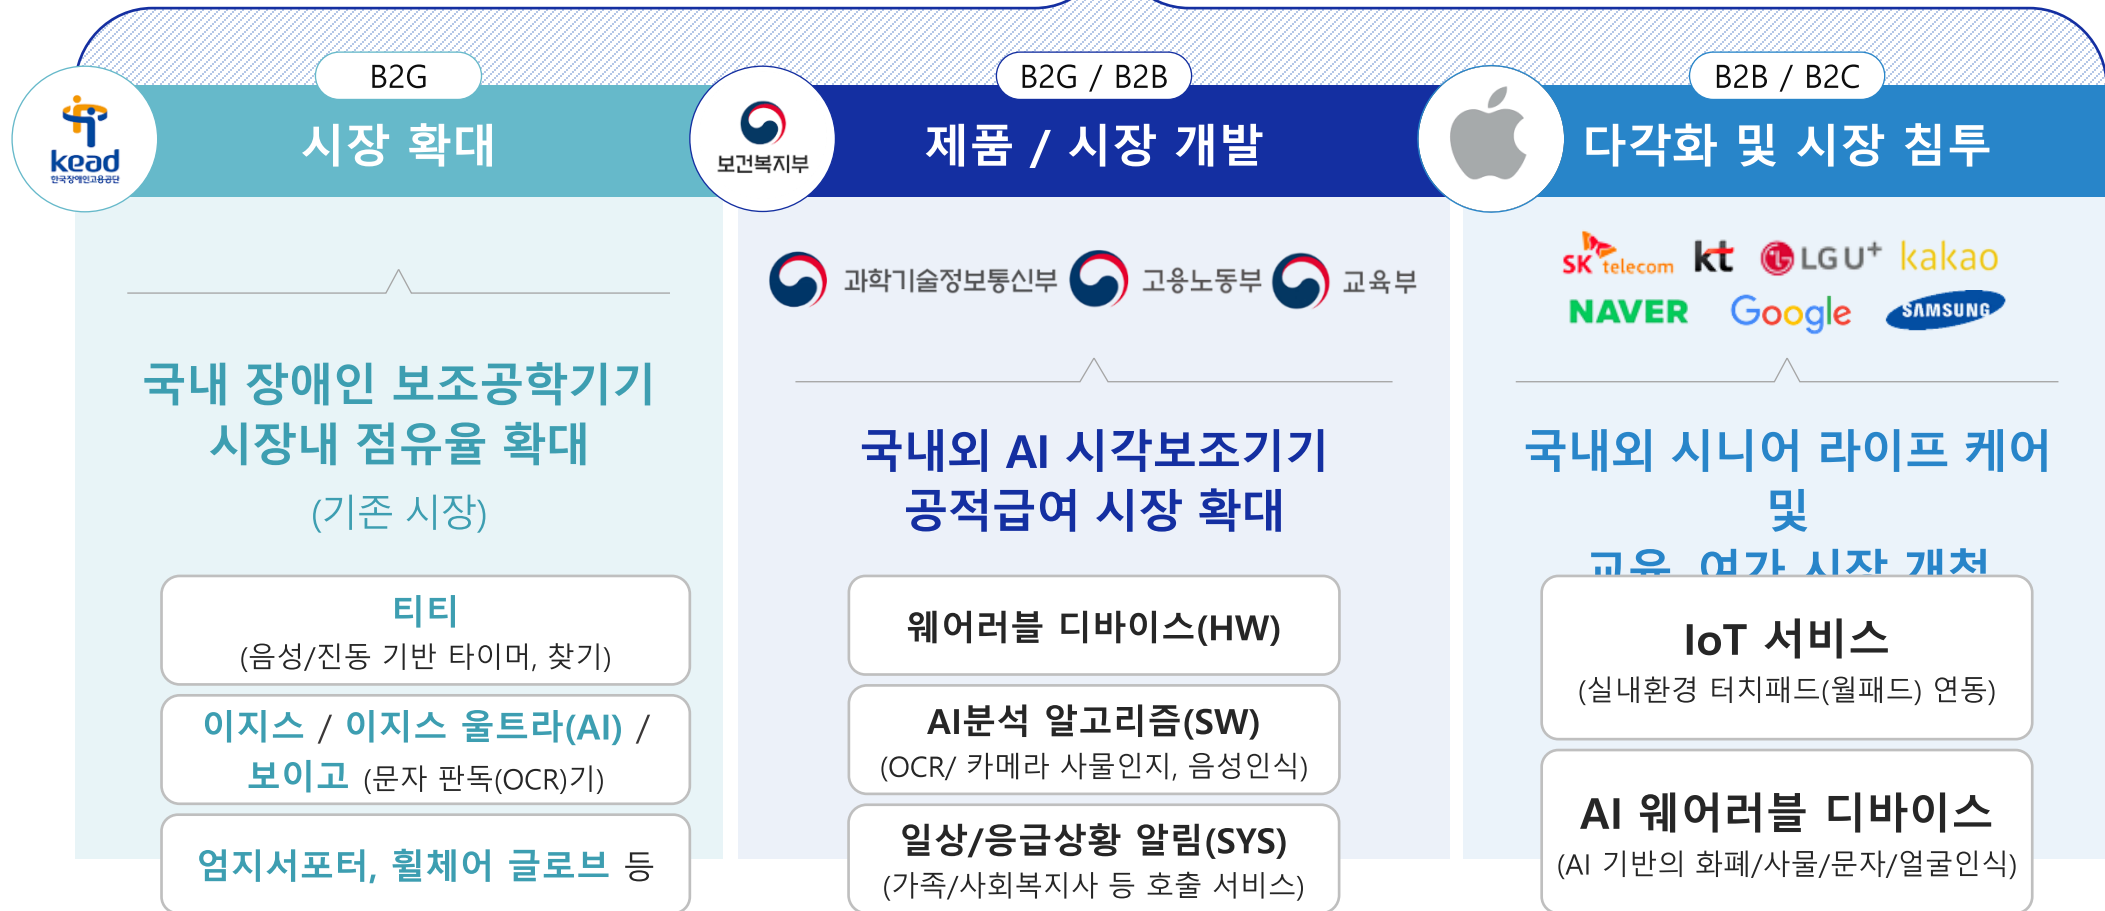 B2G
시장 확대
kead
한국장애인고용공단
국내 장애인 보조공학기기
시장내 점유율 확대
(기존 시장)
티티
(음성/진동 기반 타이머, 찾기)
이지스 / 이지스 울트라(AI) /
보이고 (문자 판독(OCR)기)
엄지서포터, 휠체어 글로브 등
B2G / B2B
제품 / 시장 개발
보건복지부
과학기술정보통신부 고용노동부 교육부
국내외 AI 시각보조기기
공적급여 시장 확대
웨어러블 디바이스(HW)
AI분석 알고리즘(SW)
(OCR/ 카메라 사물인지, 음성인식)
일상/응급상황 알림(SYS)
(가족/사회복지사 등 호출 서비스)
B2B / B2C
다각화 및 시장 침투
SK telecom kt LG U+ kakao
NAVER Google SAMSUNG
국내외 시니어 라이프 케어
및
교육, 여가 시장 개척
IoT 서비스
(실내환경 터치패드(월패드) 연동)
AI 웨어러블 디바이스
(AI 기반의 화폐/사물/문자/얼굴인식)